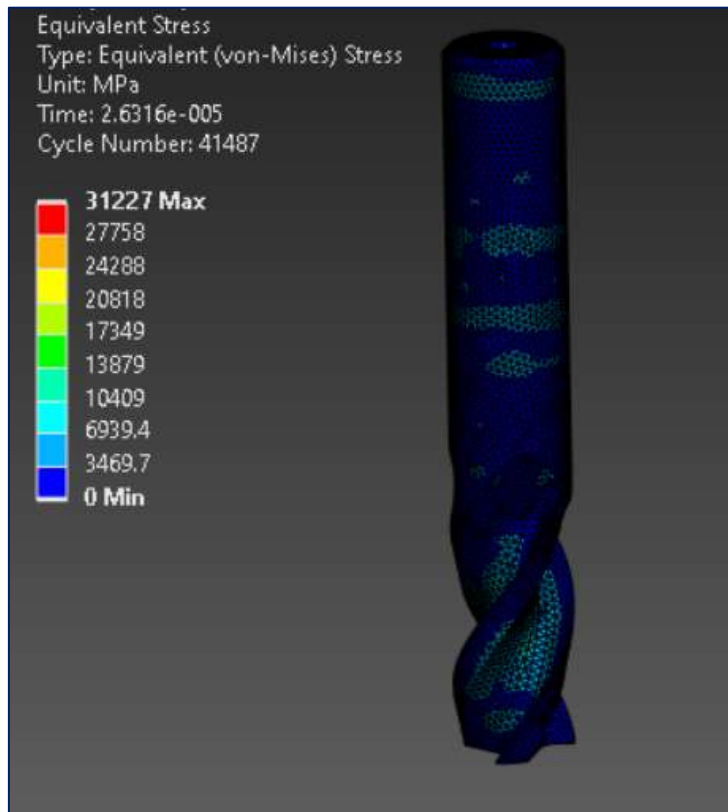 Equivalent Stress
Type: Equivalent (von-Mises) Stress
Unit: MPa
Time: 2.6316e-005
Cycle Number: 41487
31227 Max
27758
24288
20818
17349
13879
10409
6939.4
3469.7
0 Min